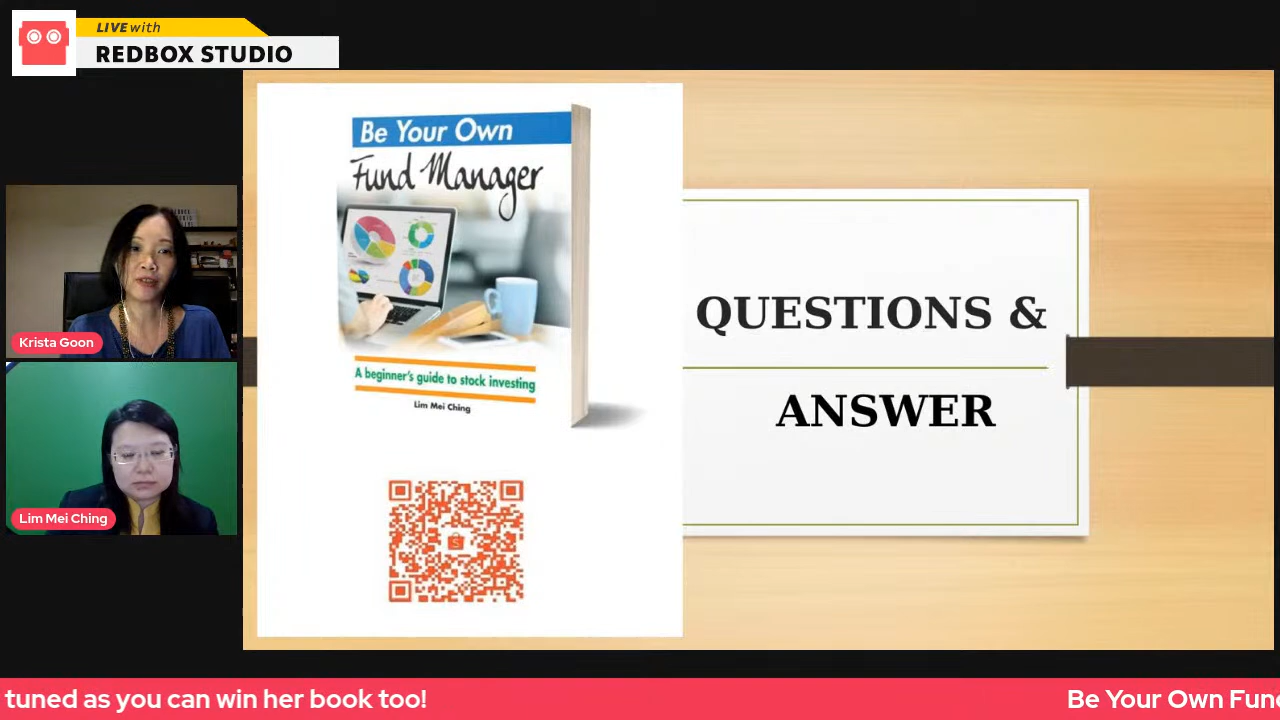 LIVE with
REDBOX STUDIO
Be Your Own
Fund Manager
A beginner's guide to stock investing
Lim Mei Ching
QUESTIONS &
ANSWER
Krista Goon
Lim Mei Ching
tuned as you can win her book too!
Be Your Own Fun